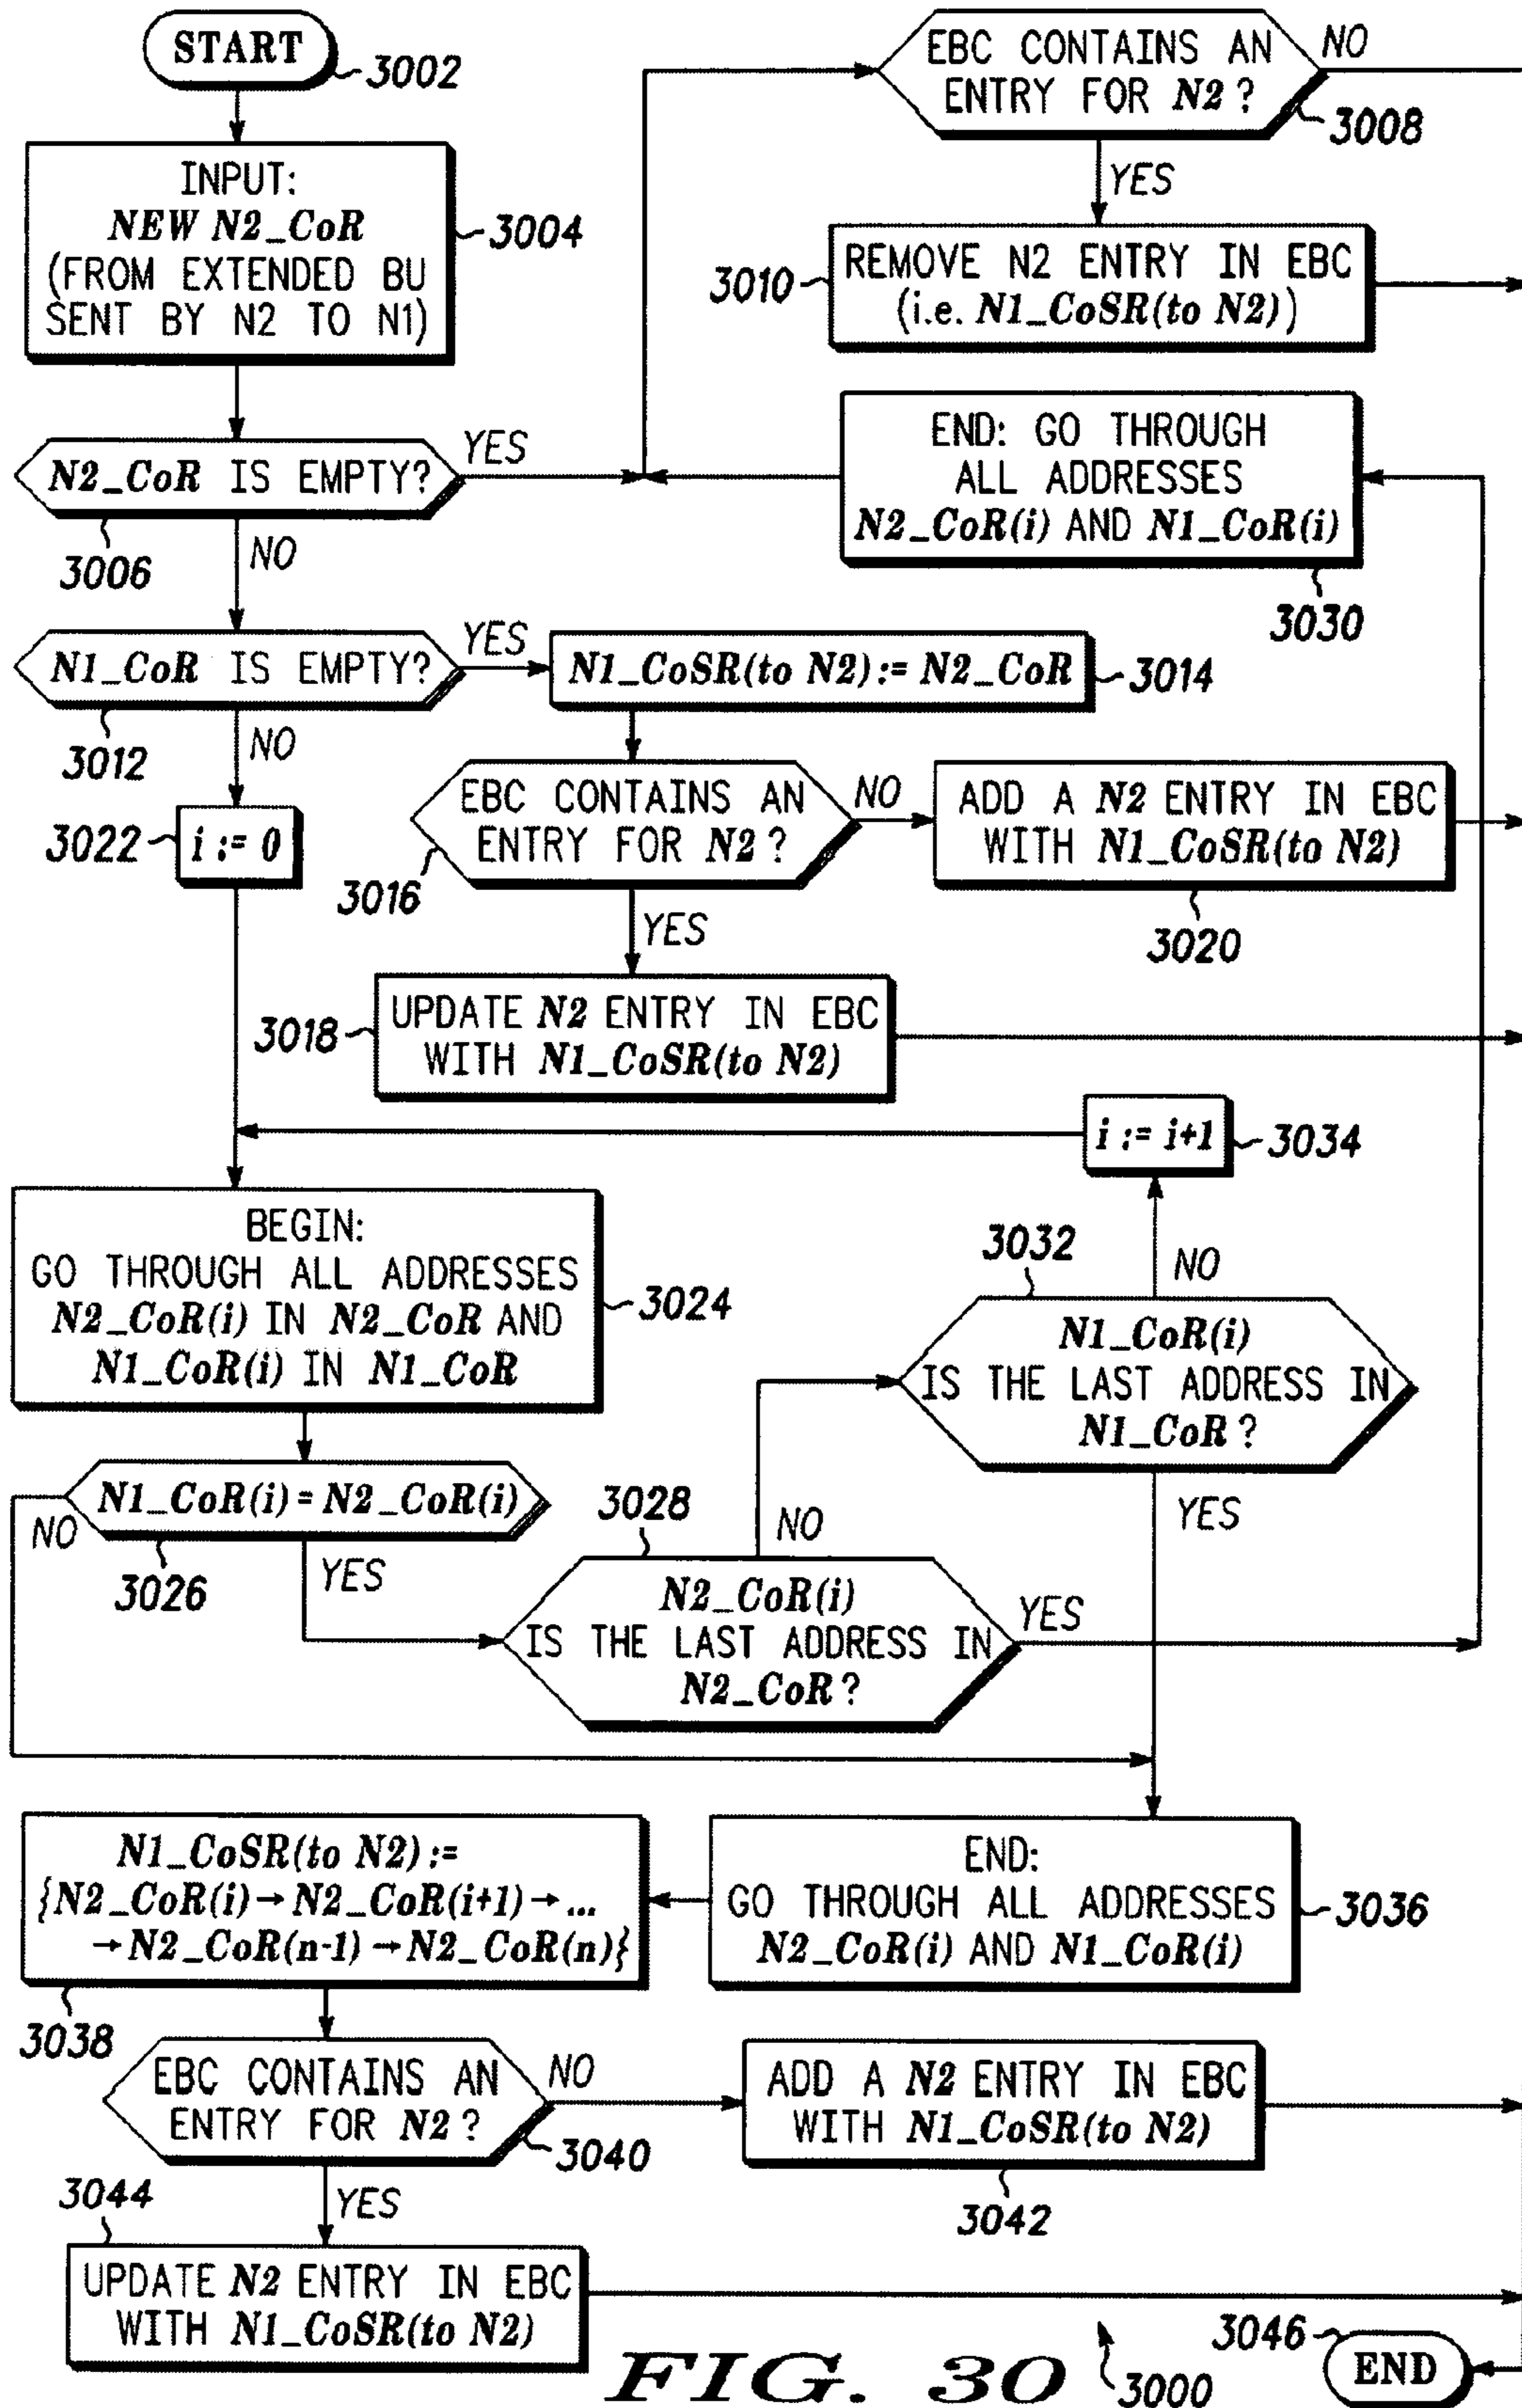 START
3002
INPUT:
NEW N2_CoR
(FROM EXTENDED BU
SENT BY N2 TO N1)
3004
N2_CoR IS EMPTY?
YES
3006
NO
EBC CONTAINS AN
ENTRY FOR N2?
NO
3008
YES
REMOVE N2 ENTRY IN EBC
(i.e. N1_CoSR(to N2))
3010
END: GO THROUGH
ALL ADDRESSES
N2_CoR(i) AND N1_CoR(i)
3030
N1_CoR IS EMPTY?
YES
3012
NO
N1_CoSR(to N2) := N2_CoR
3014
3022
i := 0
EBC CONTAINS AN
ENTRY FOR N2?
NO
3016
YES
ADD A N2 ENTRY IN EBC
WITH N1_CoSR(to N2)
3020
3018
UPDATE N2 ENTRY IN EBC
WITH N1_CoSR(to N2)
i := i+1
3034
BEGIN:
GO THROUGH ALL ADDRESSES
N2_CoR(i) IN N2_CoR AND
N1_CoR(i) IN N1_CoR
3024
3032
NO
N1_CoR(i)
IS THE LAST ADDRESS IN
N1_CoR?
YES
N1_CoR(i) = N2_CoR(i)
NO
3026
YES
3028
NO
N2_CoR(i)
IS THE LAST ADDRESS IN
N2_CoR?
YES
END:
GO THROUGH ALL ADDRESSES
N2_CoR(i) AND N1_CoR(i)
3036
N1_CoSR(to N2) :=
{N2_CoR(i)→N2_CoR(i+1)→...
→N2_CoR(n-1)→N2_CoR(n)}
3038
EBC CONTAINS AN
ENTRY FOR N2?
NO
3040
YES
ADD A N2 ENTRY IN EBC
WITH N1_CoSR(to N2)
3042
3044
UPDATE N2 ENTRY IN EBC
WITH N1_CoSR(to N2)
FIG. 30
3000
3046
END